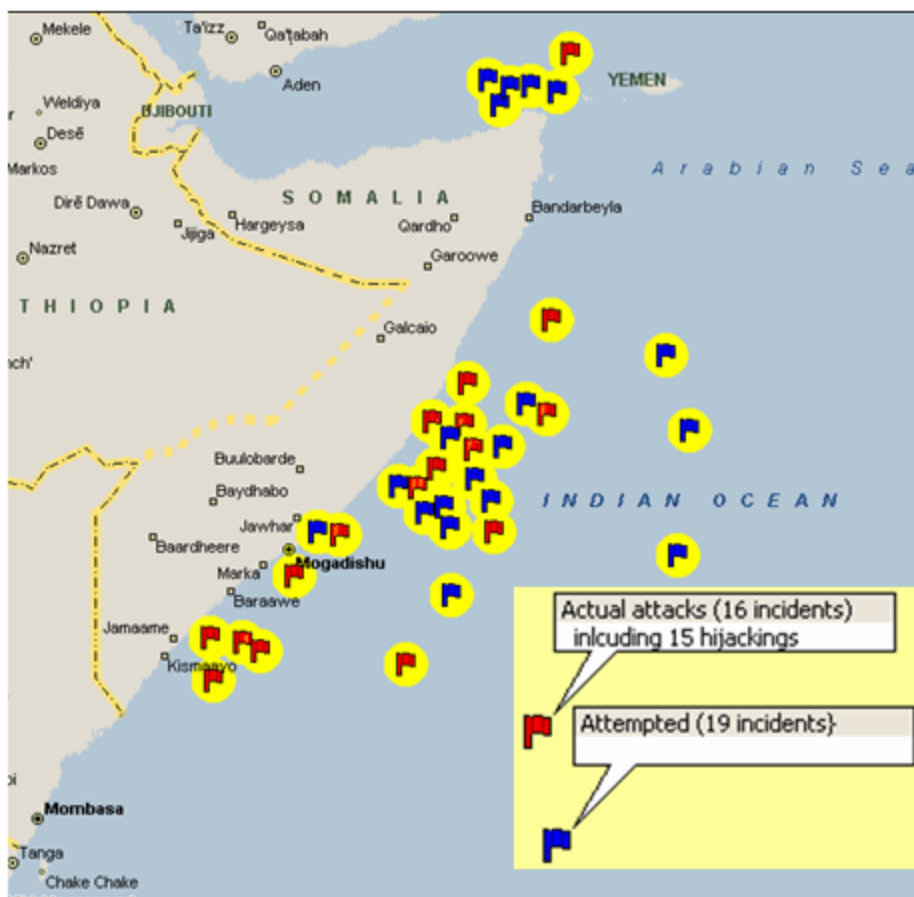 Mekele
Ta'izz
Qa'ţabah
Aden
YEMEN
Weldiya
DJIBOUTI
Desē
Markos
Arabian Sea
SOMALIA
Dirē Dawa
Bandarbeyla
Hargeysa
Qardho
Jijiga
Nazret
Garoowe
THIOPIA
Galcaio
nch'
Buulobarde
Baydhabo
INDIAN OCEAN
Jawhar
Baardheere
Mogadishu
Marka
Baraawe
Actual attacks (16 incidents)
inlcuding 15 hijackings
Jamaame
Kismaayo
Attempted (19 incidents}
Mombasa
Tanga
Chake Chake